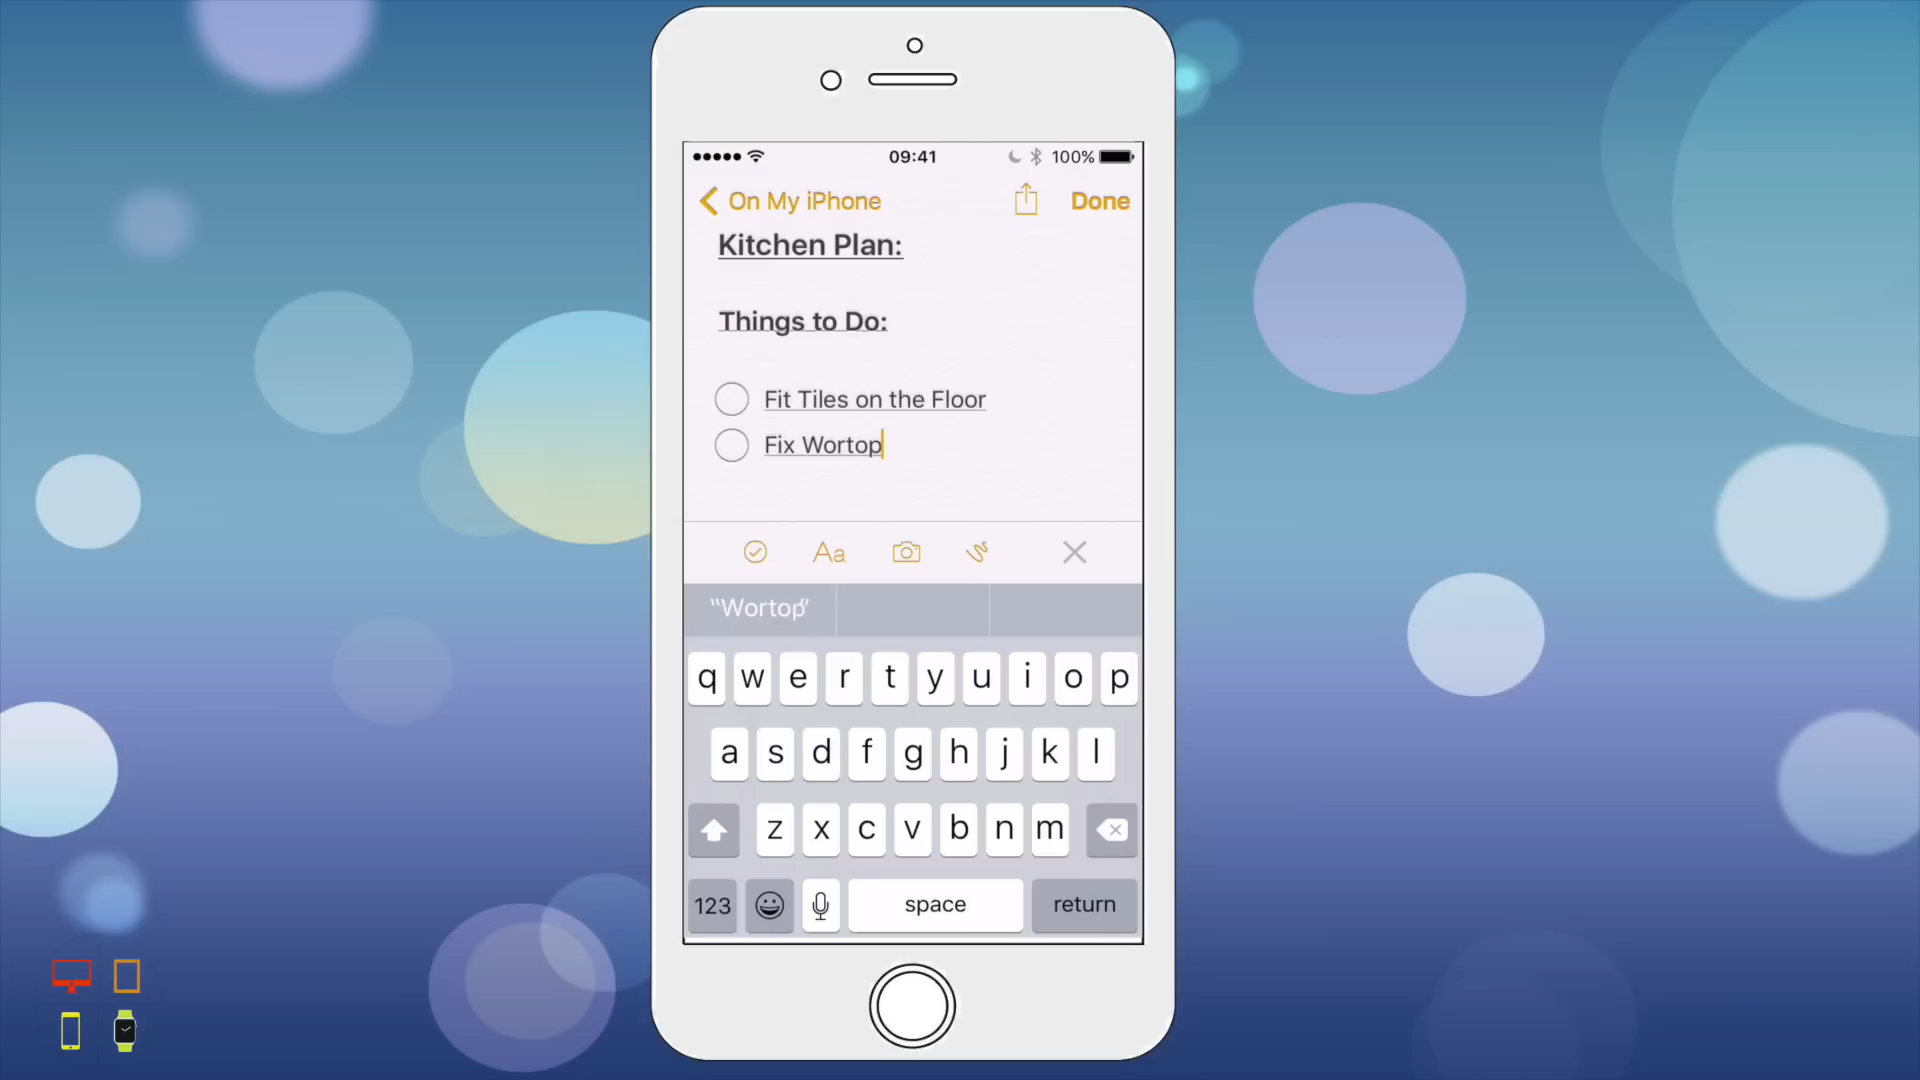 09:41
100%
On My iPhone
Done
Kitchen Plan:
Things to Do:
Fit Tiles on the Floor
Fix Wortop
Aa
“Wortop”
q w e r t y u i o p
a s d f g h j k l
z x c v b n m
123 space return